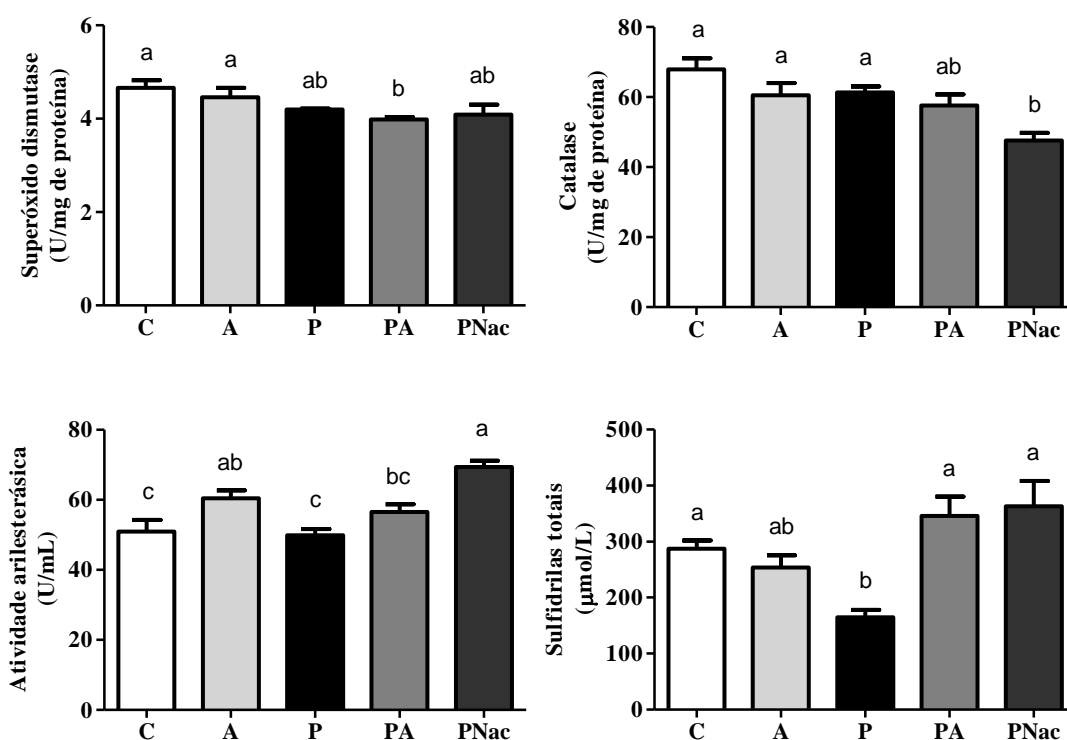 Superóxido dismutase
(U/mg de proteína)
6
4
2
0
a
a
ab
b
ab
C
A
P
PA
PNac
Catalase
(U/mg de proteína)
80
60
40
20
0
a
a
a
ab
b
C
A
P
PA
PNac
Atividade arilesterásica
(U/mL)
80
60
40
20
0
c
ab
c
bc
a
C
A
P
PA
PNac
Sulfidrilas totais
(µmol/L)
500
400
300
200
100
0
a
ab
b
a
a
C
A
P
PA
PNac